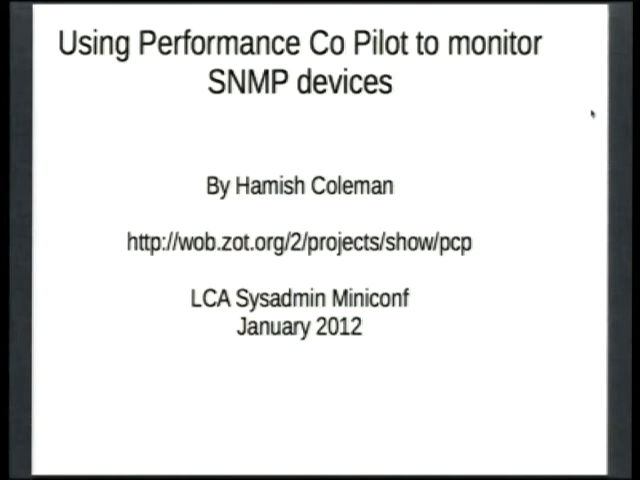 Using Performance Co Pilot to monitor
SNMP devices
By Hamish Coleman
http://wob.zot.org/2/projects/show/pcp
LCA Sysadmin Miniconf
January 2012